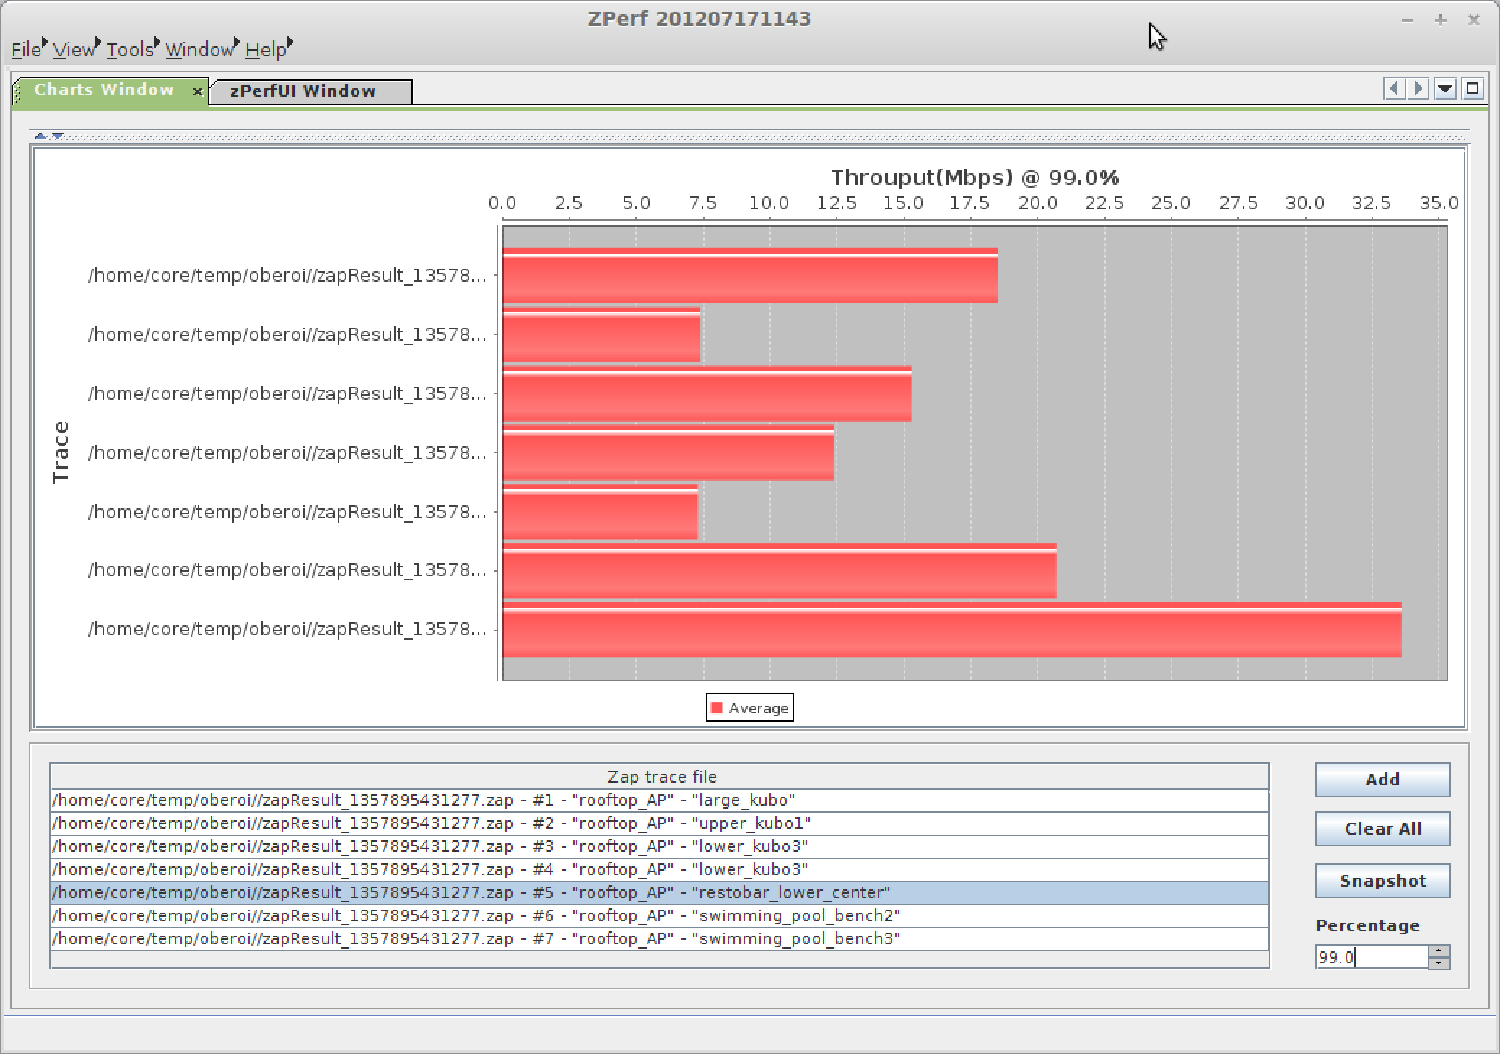 ZPerf 201207171143
File View Tools Window Help
Charts Window × zPerfUI Window
Throuput(Mbps) @ 99.0%
0.0 2.5 5.0 7.5 10.0 12.5 15.0 17.5 20.0 22.5 25.0 27.5 30.0 32.5 35.0
Trace
/home/core/temp/oberoi//zapResult_13578...
/home/core/temp/oberoi//zapResult_13578...
/home/core/temp/oberoi//zapResult_13578...
/home/core/temp/oberoi//zapResult_13578...
/home/core/temp/oberoi//zapResult_13578...
/home/core/temp/oberoi//zapResult_13578...
/home/core/temp/oberoi//zapResult_13578...
Average
Zap trace file
/home/core/temp/oberoi//zapResult_1357895431277.zap - #1 - "rooftop_AP" - "large_kubo"
/home/core/temp/oberoi//zapResult_1357895431277.zap - #2 - "rooftop_AP" - "upper_kubo1"
/home/core/temp/oberoi//zapResult_1357895431277.zap - #3 - "rooftop_AP" - "lower_kubo3"
/home/core/temp/oberoi//zapResult_1357895431277.zap - #4 - "rooftop_AP" - "lower_kubo3"
/home/core/temp/oberoi//zapResult_1357895431277.zap - #5 - "rooftop_AP" - "restobar_lower_center"
/home/core/temp/oberoi//zapResult_1357895431277.zap - #6 - "rooftop_AP" - "swimming_pool_bench2"
/home/core/temp/oberoi//zapResult_1357895431277.zap - #7 - "rooftop_AP" - "swimming_pool_bench3"
Add
Clear All
Snapshot
Percentage
99.0